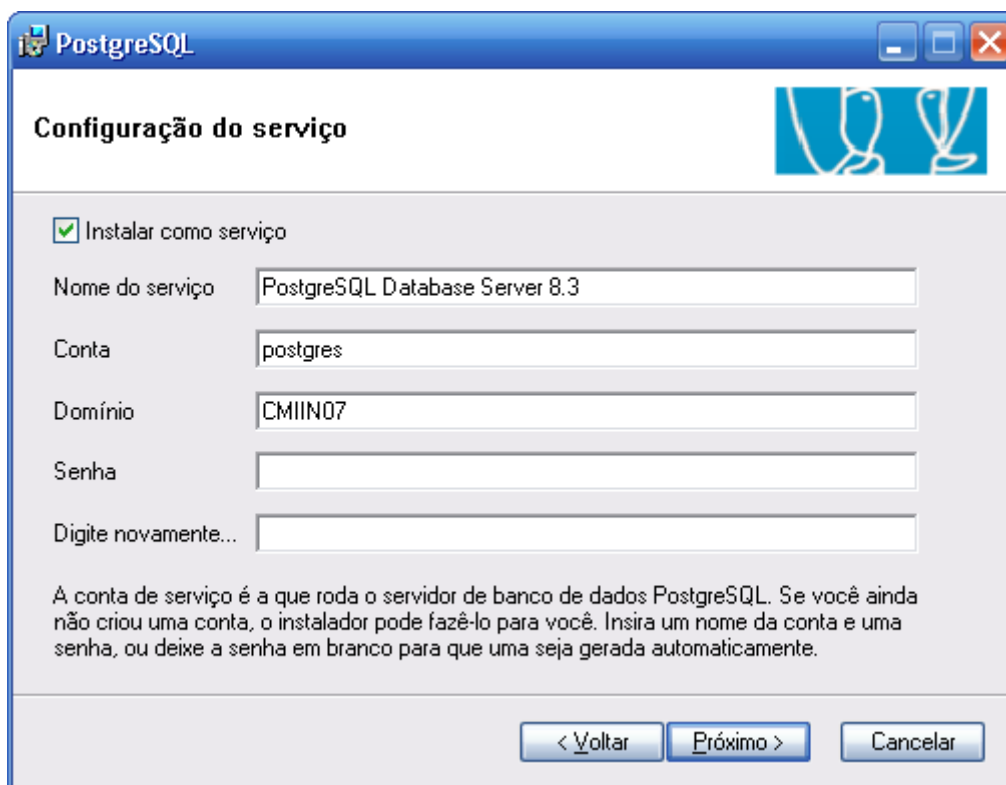 PostgreSQL
Configuração do serviço
Instalar como serviço
Nome do serviço PostgreSQL Database Server 8.3
Conta postgres
Domínio CMIIN07
Senha
Digite novamente...
A conta de serviço é a que roda o servidor de banco de dados PostgreSQL. Se você ainda
não criou uma conta, o instalador pode fazê-lo para você. Insira um nome da conta e uma
senha, ou deixe a senha em branco para que uma seja gerada automaticamente.
< Voltar Próximo > Cancelar